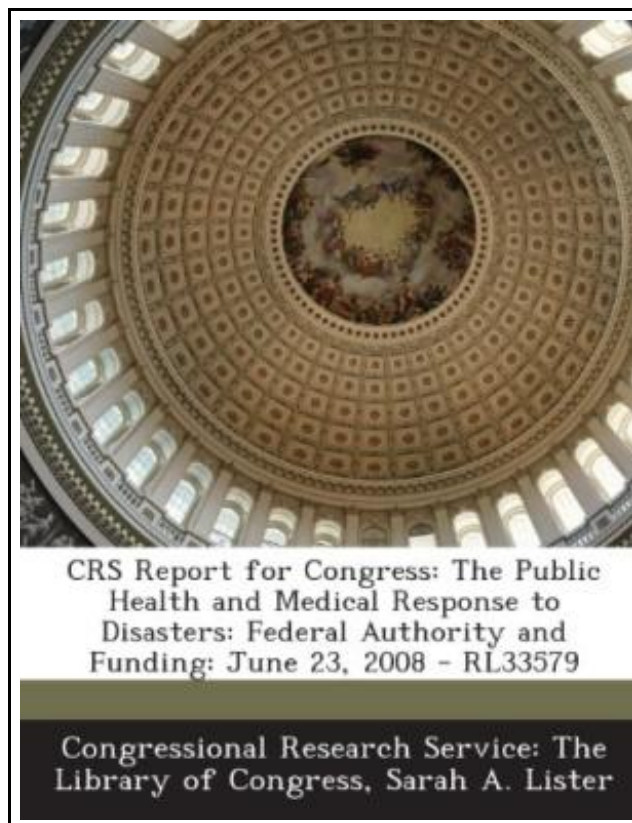 CRS Report for Congress: The Public
Health and Medical Response to
Disasters: Federal Authority and
Funding: June 23, 2008 - RL33579
Congressional Research Service: The
Library of Congress, Sarah A. Lister